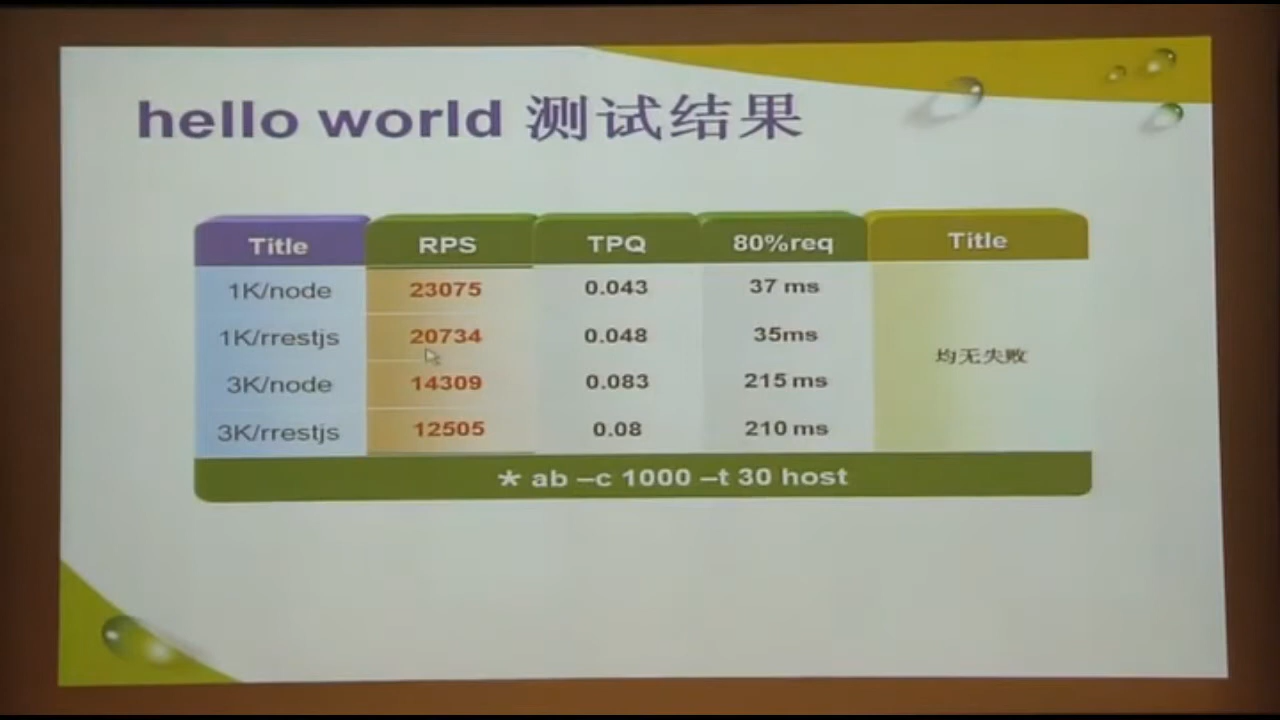 hello world 测试结果
Title RPS TPQ 80%req Title
1K/node 23075 0.043 37 ms
1K/rrestjs 20734 0.048 35ms
均无失败
3K/node 14309 0.083 215 ms
3K/rrestjs 12505 0.08 210 ms
* ab –c 1000 –t 30 host